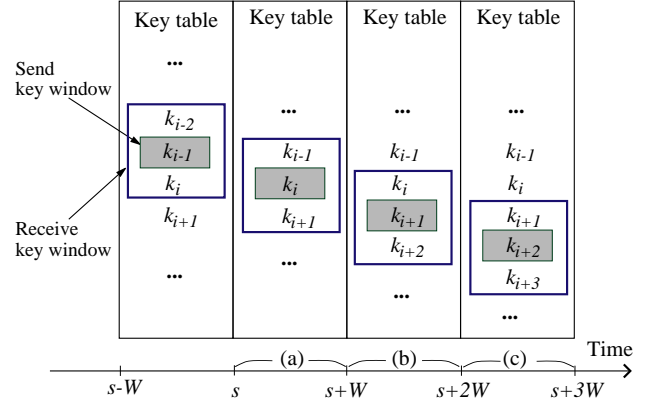 Key table
Key table
Key table
Key table
...
Send
key window
k_{i-2}
k_{i-1}
k_i
k_{i+1}
...
Receive
key window
...
k_{i-1}
k_i
k_{i+1}
...
...
k_{i-1}
k_i
k_{i+1}
k_{i+2}
...
...
k_{i-1}
k_i
k_{i+1}
k_{i+2}
k_{i+3}
...
(a)
(b)
(c)
Time
s-W
s
s+W
s+2W
s+3W